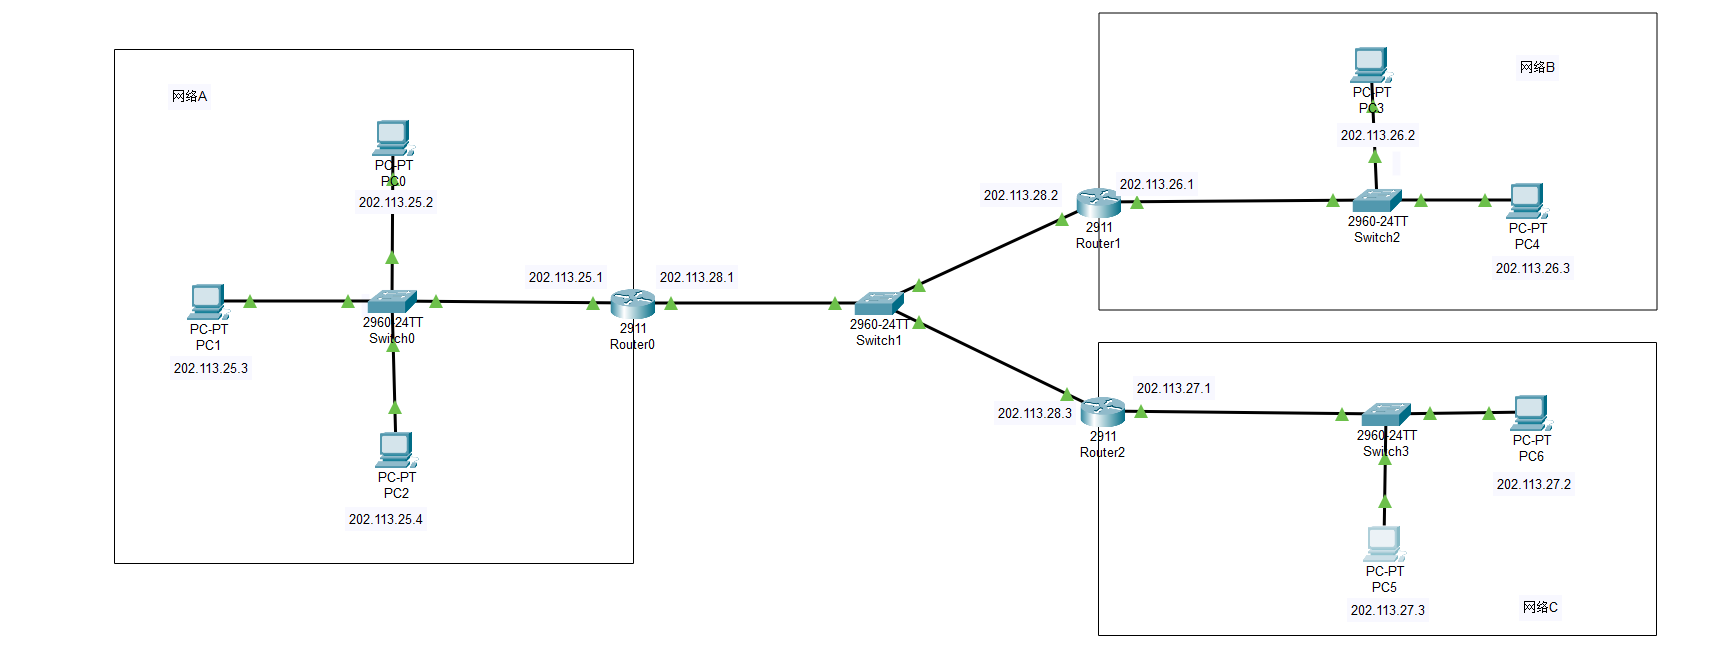 网络A
PC-PT
PC0
202.113.25.2
PC-PT
PC1
202.113.25.3
2960-24TT
Switch0
PC-PT
PC2
202.113.25.4
202.113.25.1
2911
Router0
202.113.28.1
2960-24TT
Switch1
网络B
PC-PT
PC3
202.113.26.2
202.113.28.2
202.113.26.1
2911
Router1
2960-24TT
Switch2
PC-PT
PC4
202.113.26.3
202.113.28.3
202.113.27.1
2911
Router2
2960-24TT
Switch3
PC-PT
PC6
202.113.27.2
PC-PT
PC5
202.113.27.3
网络C